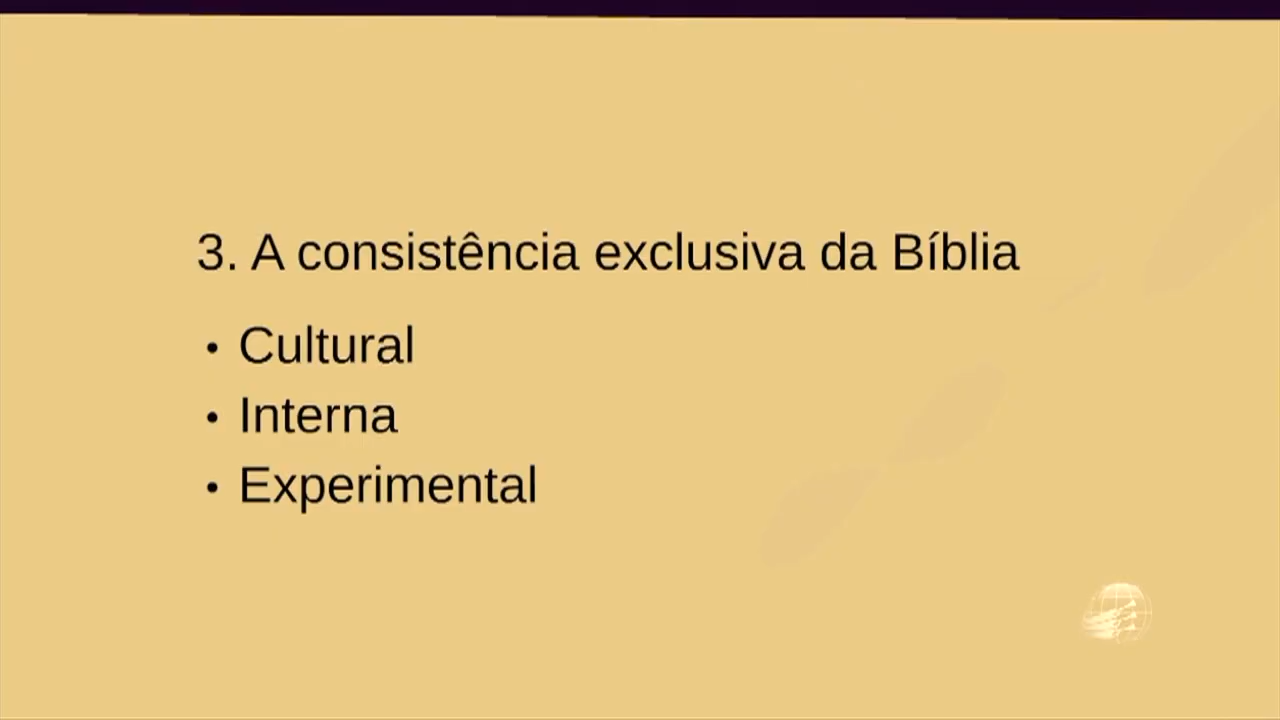 3. A consistência exclusiva da Bíblia
• Cultural
• Interna
• Experimental